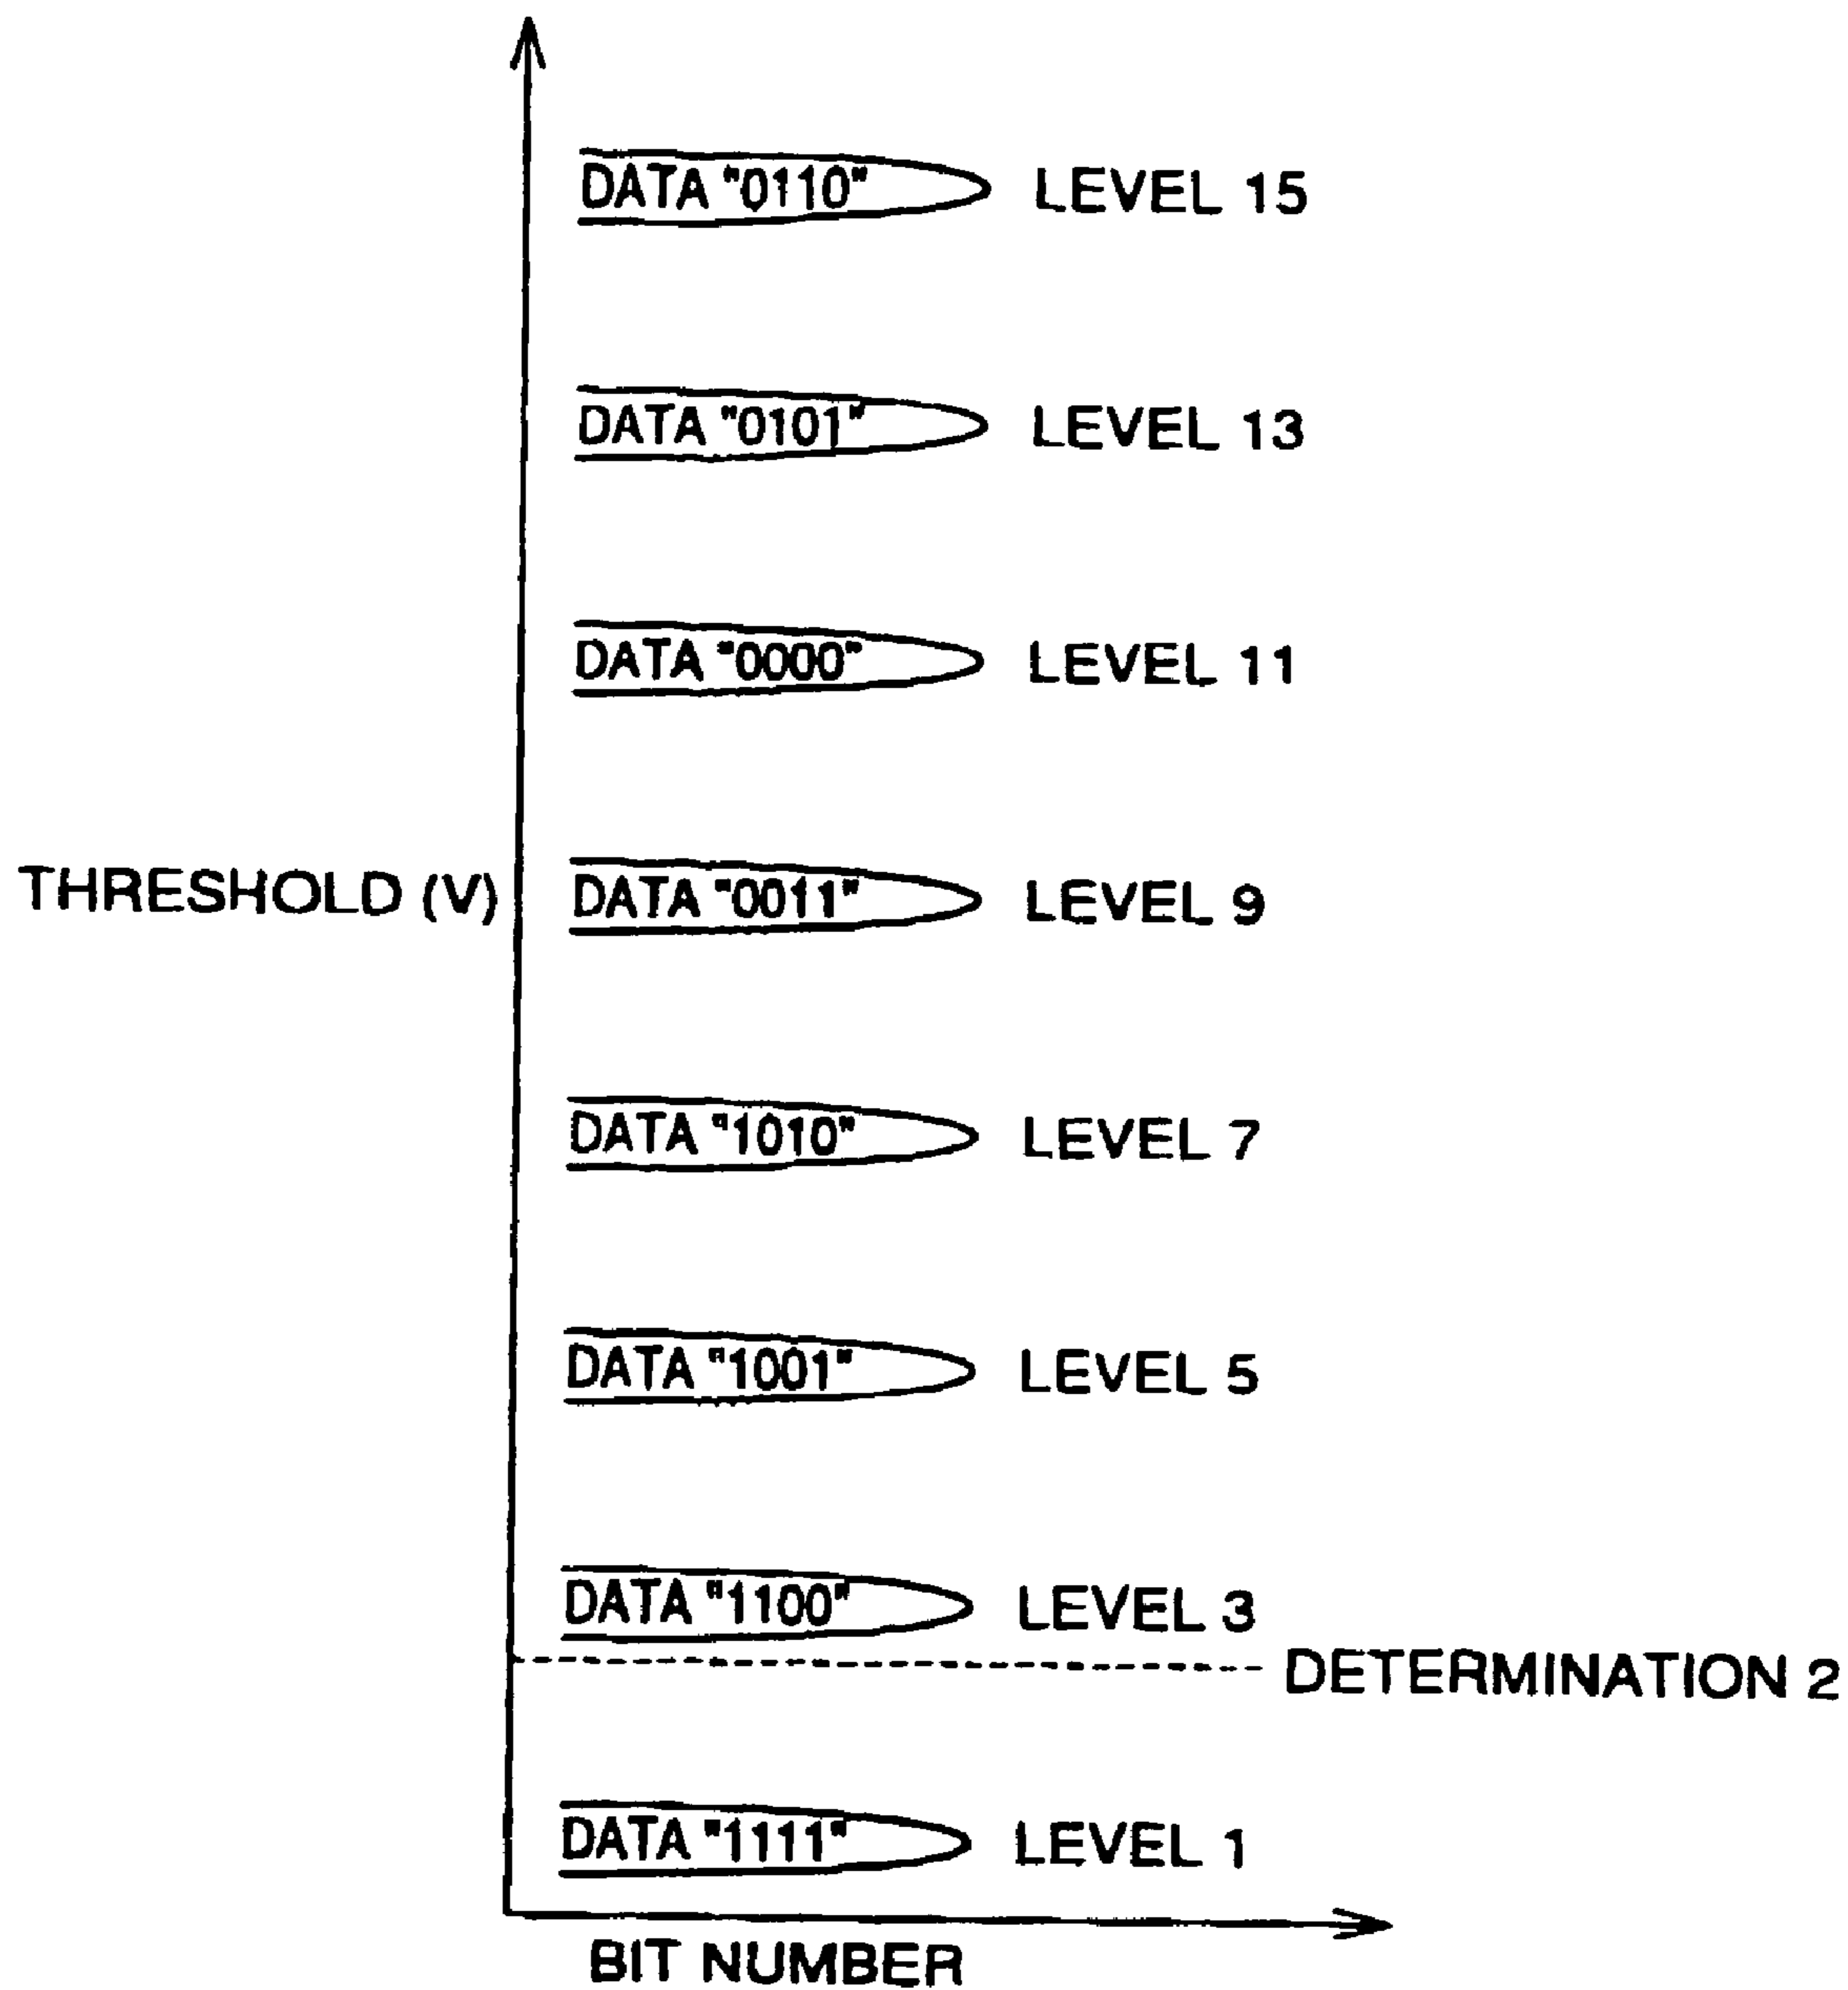 DATA "0110" LEVEL 15
DATA "0101" LEVEL 13
DATA "0000" LEVEL 11
THRESHOLD (V) DATA "0011" LEVEL 9
DATA "1010" LEVEL 7
DATA "1001" LEVEL 5
DATA "1100" LEVEL 3
DETERMINATION 2
DATA "1111" LEVEL 1
BIT NUMBER